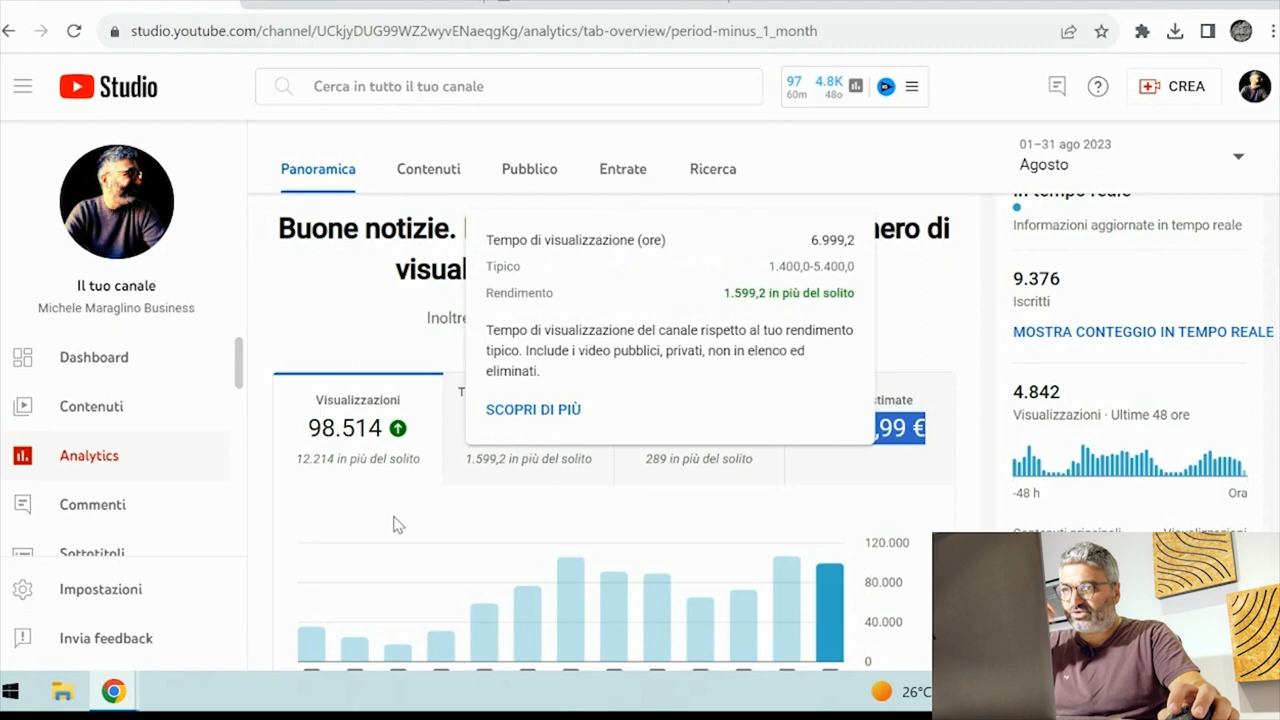 studio.youtube.com/channel/UCkjyDUG99WZ2wyvENaeqgKg/analytics/tab-overview/period-minus_1_month
Studio
Cerca in tutto il tuo canale
97
60m
4.8K
48o
CREA
Il tuo canale
Michele Maraglino Business
Dashboard
Contenuti
Analytics
Commenti
Sottotitoli
Impostazioni
Invia feedback
Panoramica
Contenuti
Pubblico
Entrate
Ricerca
01–31 ago 2023
Agosto
Buone notizie.
Tempo di visualizzazione (ore) 6.999,2
Tipico 1.400,0-5.400,0
Rendimento 1.599,2 in più del solito
Tempo di visualizzazione del canale rispetto al tuo rendimento
tipico. Include i video pubblici, privati, non in elenco ed
eliminati.
SCOPRI DI PIÙ
Visualizzazioni
98.514
12.214 in più del solito
1.599,2 in più del solito
289 in più del solito
,99 €
120.000
80.000
40.000
0
In tempo reale
Informazioni aggiornate in tempo reale
9.376
Iscritti
MOSTRA CONTEGGIO IN TEMPO REALE
4.842
Visualizzazioni · Ultime 48 ore
-48 h
Ora
26°C